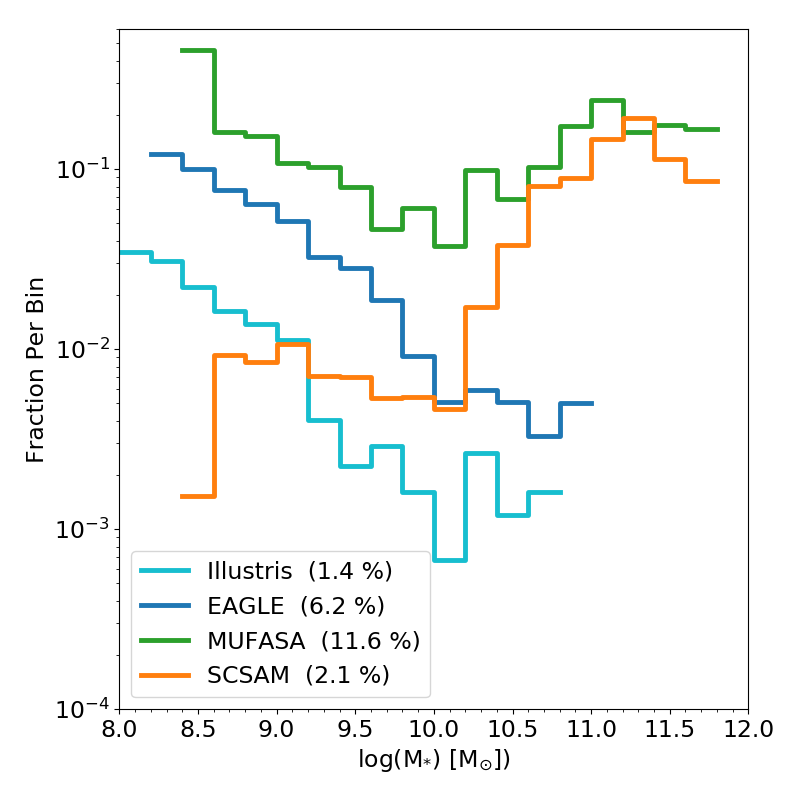 Fraction Per Bin
10⁻¹
10⁻²
10⁻³
10⁻⁴
Illustris (1.4 %)
EAGLE (6.2 %)
MUFASA (11.6 %)
SCSAM (2.1 %)
8.0 8.5 9.0 9.5 10.0 10.5 11.0 11.5 12.0
log(M*) [M⊙])